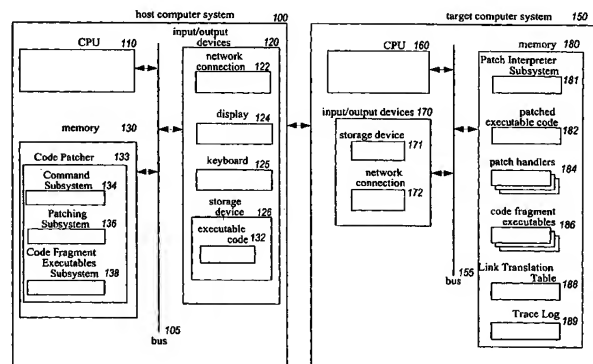 host computer system 100
CPU 110
input/output devices 120
network connection 122
display 124
keyboard 125
storage device 126
executable code 132
memory 130
Code Patcher 133
Command Subsystem 134
Patching Subsystem 136
Code Fragment Executables Subsystem 138
bus 105
target computer system 150
CPU 160
input/output devices 170
storage device 171
network connection 172
bus 155
memory 180
Patch Interpreter Subsystem 181
patched executable code 182
patch handlers 184
code fragment executables 186
Link Translation Table 188
Trace Log 189